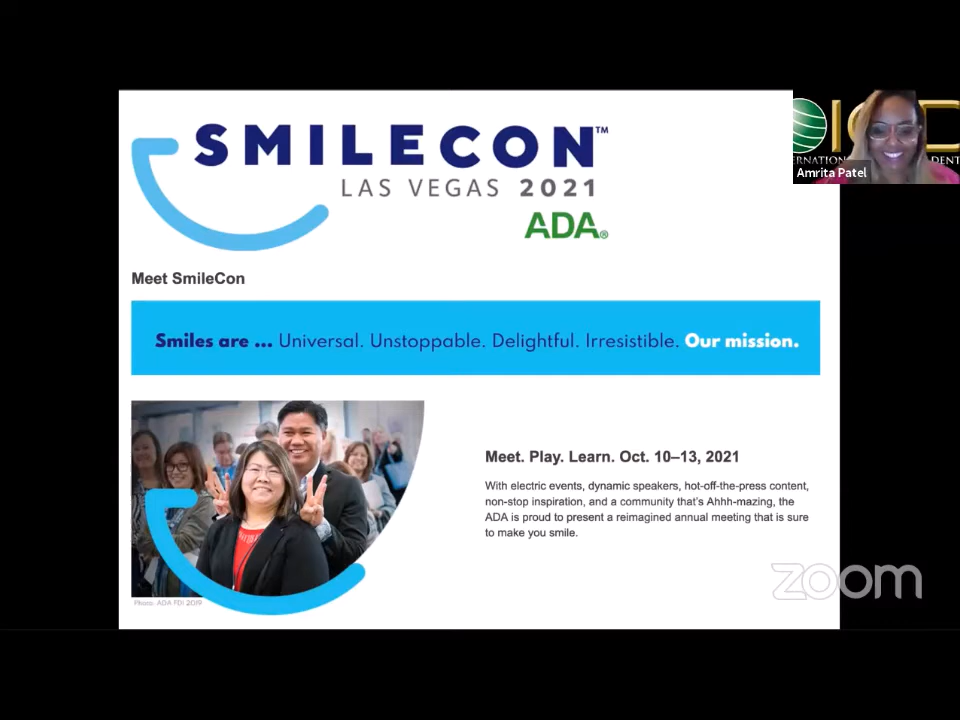 SMILECON™
LAS VEGAS 2021
ADA®
Amrita Patel
Meet SmileCon
Smiles are ... Universal. Unstoppable. Delightful. Irresistible. Our mission.
Meet. Play. Learn. Oct. 10–13, 2021
With electric events, dynamic speakers, hot-off-the-press content,
non-stop inspiration, and a community that's Ahhh-mazing, the
ADA is proud to present a reimagined annual meeting that is sure
to make you smile.
Photo: ADA FDI 2019
zoom